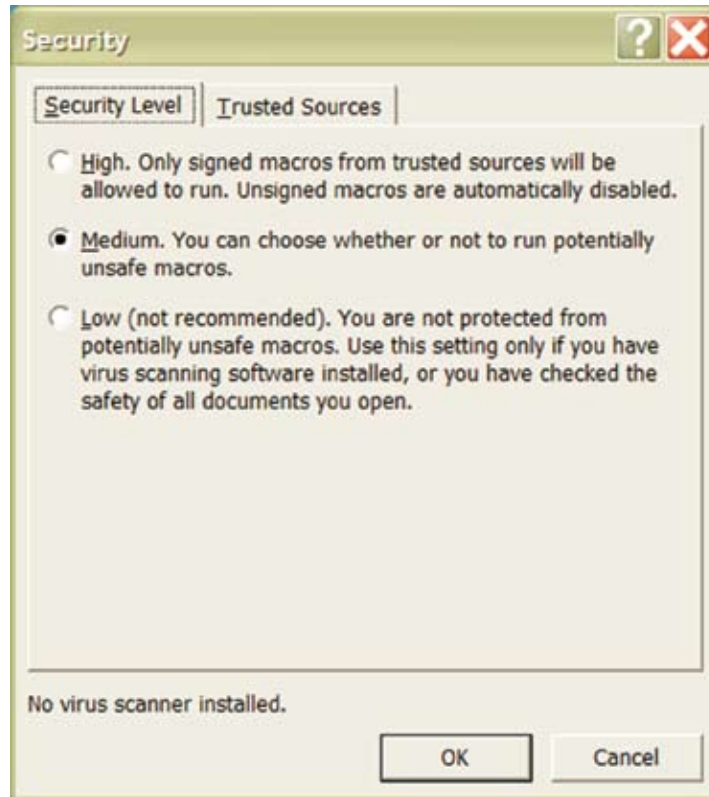 Security
Security Level
Trusted Sources
High. Only signed macros from trusted sources will be
allowed to run. Unsigned macros are automatically disabled.
Medium. You can choose whether or not to run potentially
unsafe macros.
Low (not recommended). You are not protected from
potentially unsafe macros. Use this setting only if you have
virus scanning software installed, or you have checked the
safety of all documents you open.
No virus scanner installed.
OK
Cancel